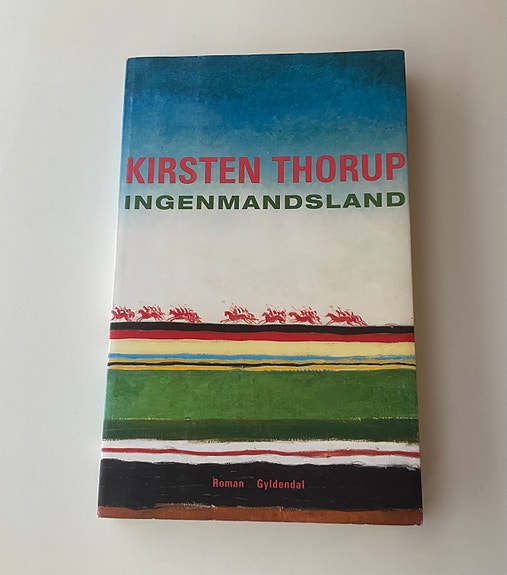 KIRSTEN THORUP
INGENMANDSLAND
Roman Gyldendal